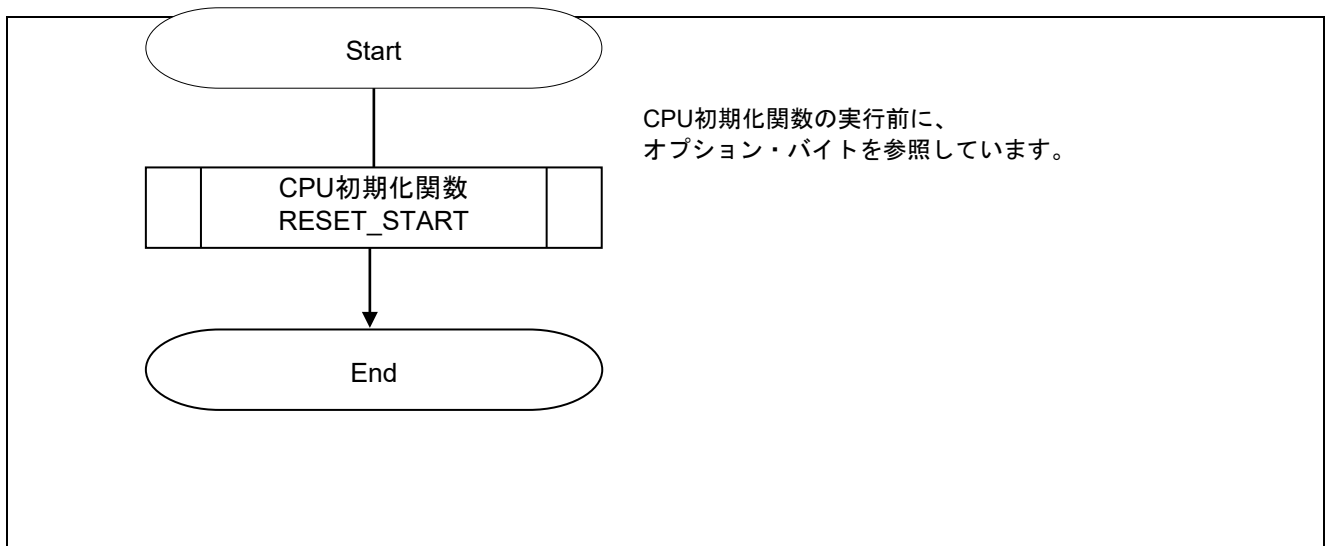 Start
CPU初期化関数の実行前に、
オプション・バイトを参照しています。
CPU初期化関数
RESET_START
End